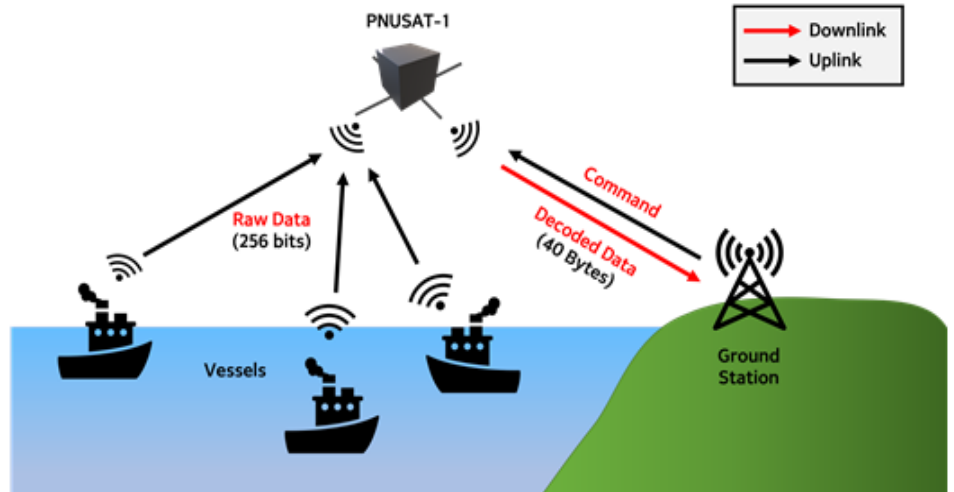 PNUSAT-1
Downlink
Uplink
Raw Data
(256 bits)
Command
Decoded Data
(40 Bytes)
Vessels
Ground
Station